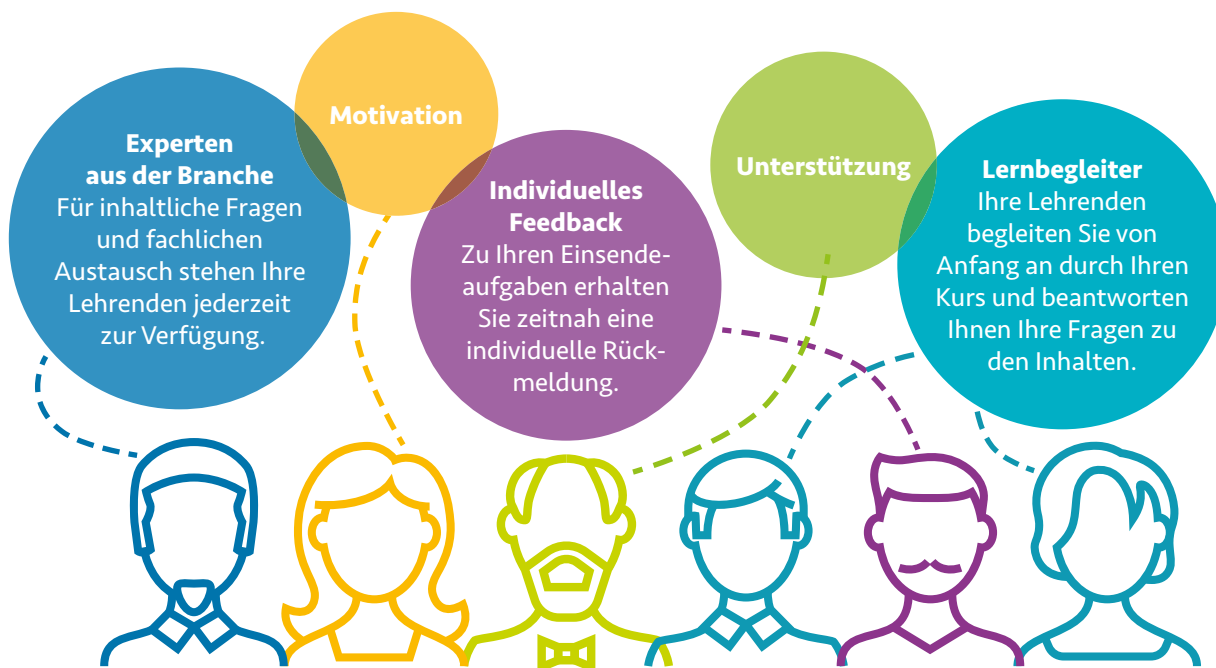 Experten
aus der Branche
Für inhaltliche Fragen
und fachlichen
Austausch stehen Ihre
Lehrenden jederzeit
zur Verfügung.
Motivation
Individuelles
Feedback
Zu Ihren Einsende-
aufgaben erhalten
Sie zeitnah eine
individuelle Rück-
meldung.
Unterstützung
Lernbegleiter
Ihre Lehrenden
begleiten Sie von
Anfang an durch Ihren
Kurs und beantworten
Ihnen Ihre Fragen zu
den Inhalten.